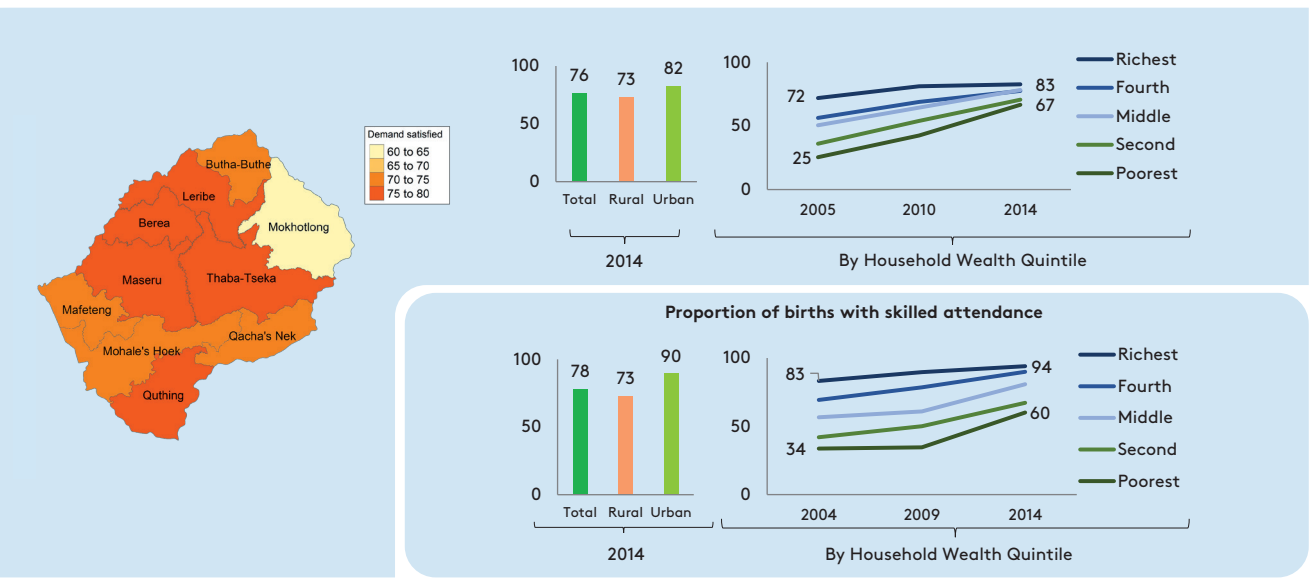 Demand satisfied
60 to 65
65 to 70
70 to 75
75 to 80
Butha-Buthe
Leribe
Berea
Mokhotlong
Maseru
Thaba-Tseka
Mafeteng
Qacha's Nek
Mohale's Hoek
Quthing
100
50
0
76
73
82
Total Rural Urban
2014
100
50
0
72
25
83
67
2005 2010 2014
By Household Wealth Quintile
Richest
Fourth
Middle
Second
Poorest
Proportion of births with skilled attendance
100
50
0
78
73
90
Total Rural Urban
2014
100
50
0
83
34
94
60
2004 2009 2014
By Household Wealth Quintile
Richest
Fourth
Middle
Second
Poorest